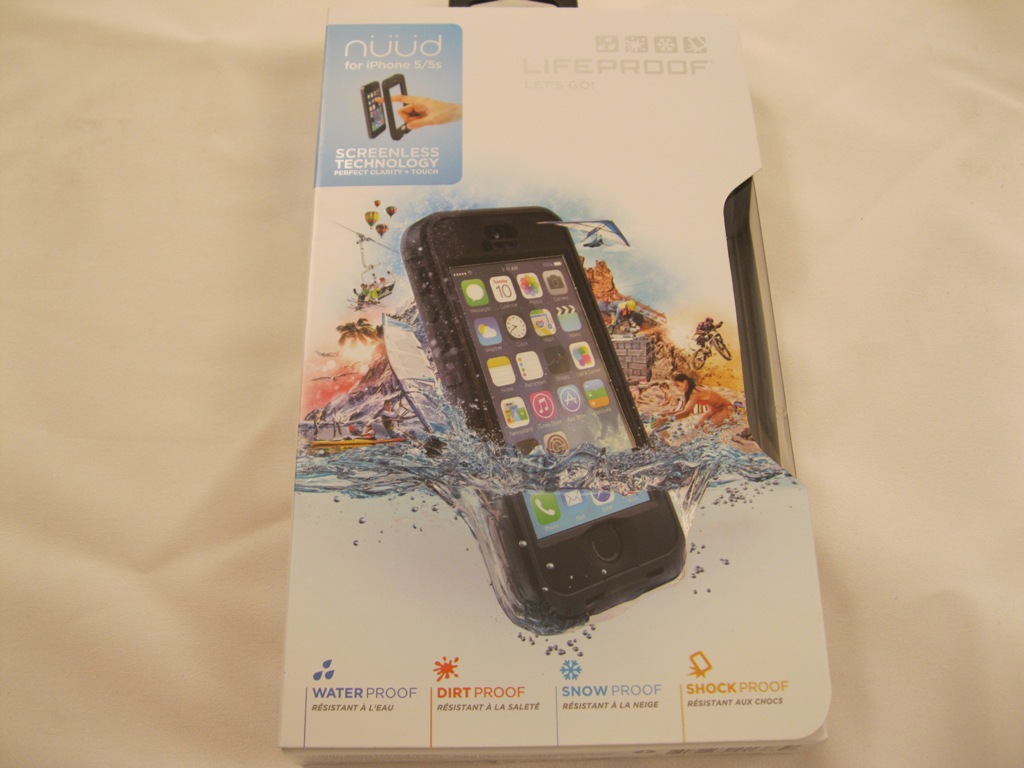 nüüd
for iPhone 5/5s
SCREENLESS
TECHNOLOGY
PERFECT CLARITY + TOUCH
LIFEPROOF
LET'S GO!
10
WATERPROOF
RÉSISTANT À L'EAU
DIRTPROOF
RÉSISTANT À LA SALETÉ
SNOWPROOF
RÉSISTANT À LA NEIGE
SHOCKPROOF
RÉSISTANT AUX CHOCS